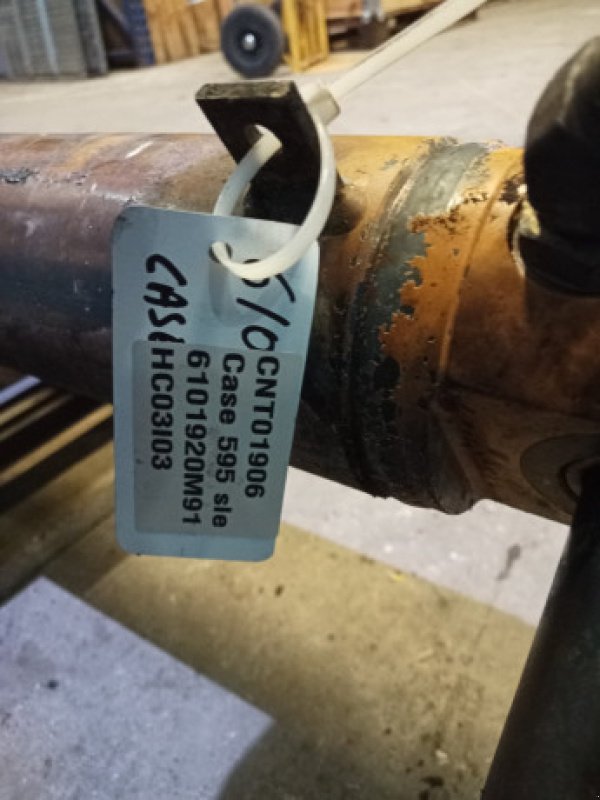 S/O
CASE
CNT01906
Case 595 sle
6101920M91
HC03I03